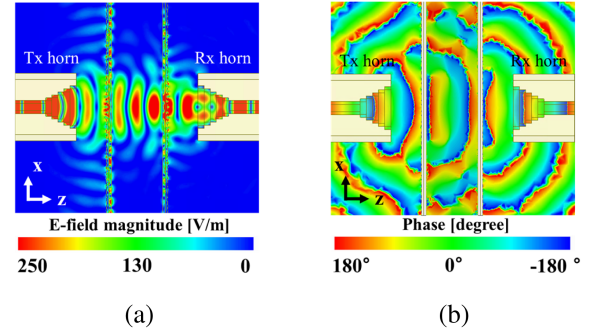 Tx horn Rx horn
x
z
E-field magnitude [V/m]
250 130 0
(a)
Tx horn Rx horn
x
z
Phase [degree]
180° 0° -180 °
(b)